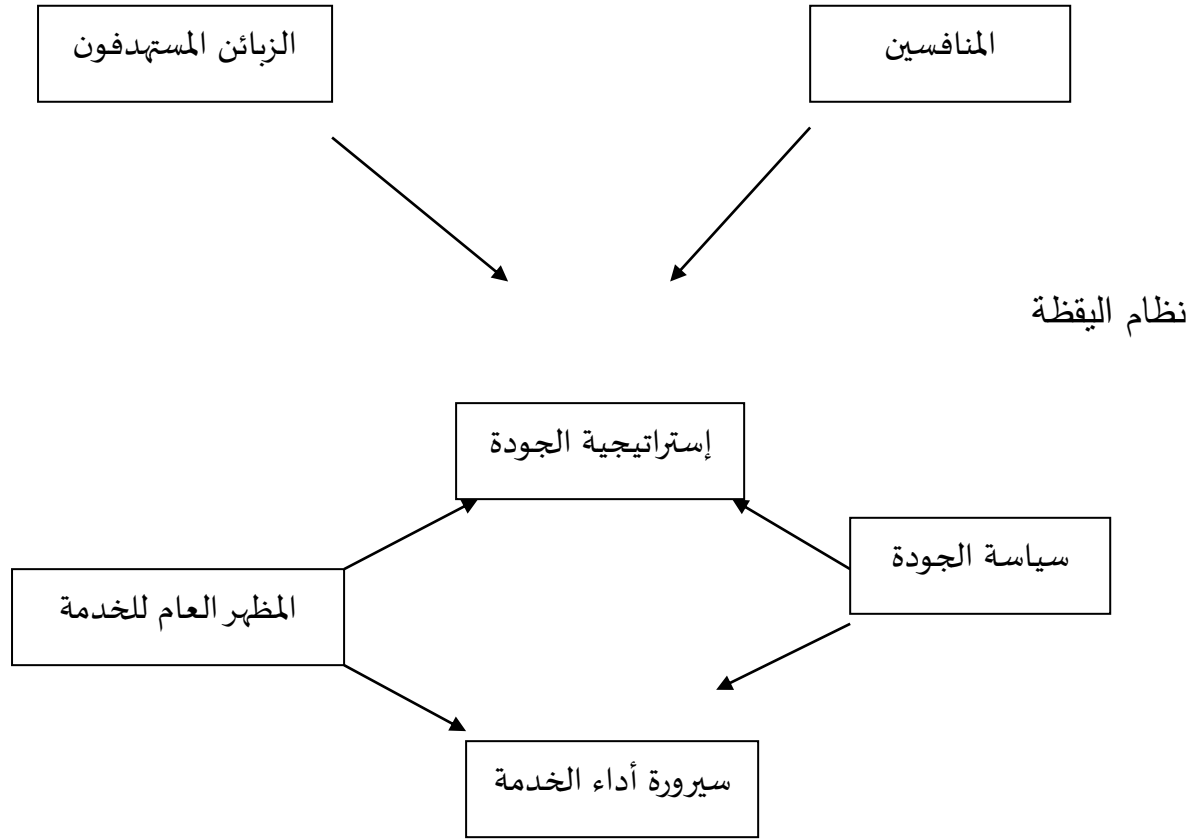 المنافسين
الزبائن المستهدفون
نظام اليقظة
إستراتيجية الجودة
سياسة الجودة
المظهر العام للخدمة
سيرورة أداء الخدمة